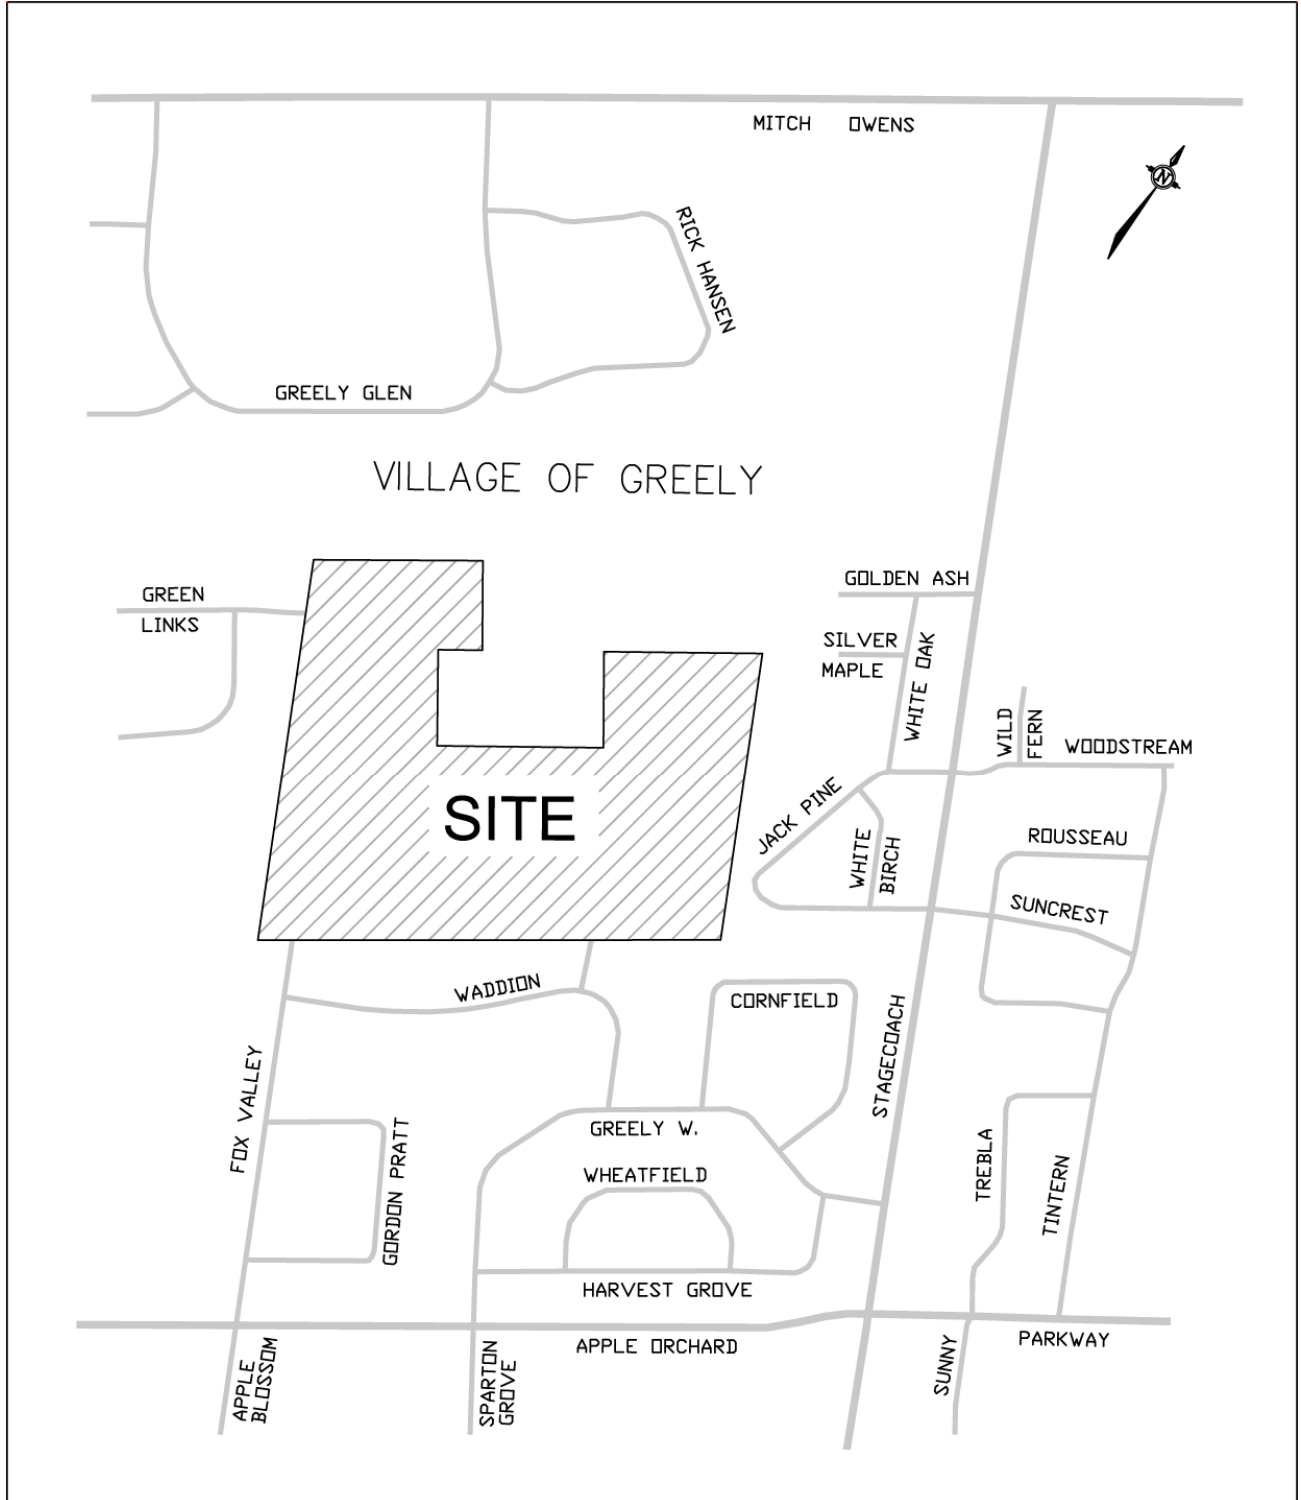 MITCH OWENS
N
RICK HANSEN
GREELY GLEN
VILLAGE OF GREELY
GREEN
LINKS
GOLDEN ASH
SILVER
MAPLE
WHITE OAK
WILD
FERN
WOODSTREAM
JACK PINE
WHITE
BIRCH
ROUSSEAU
SUNCREST
SITE
WADDION
CORNFIELD
STAGECOACH
FOX VALLEY
GORDON PRATT
GREELY W.
WHEATFIELD
TREBLA
TINTERN
HARVEST GROVE
APPLE ORCHARD
PARKWAY
APPLE
BLOSSOM
SPARTON
GROVE
SUNNY